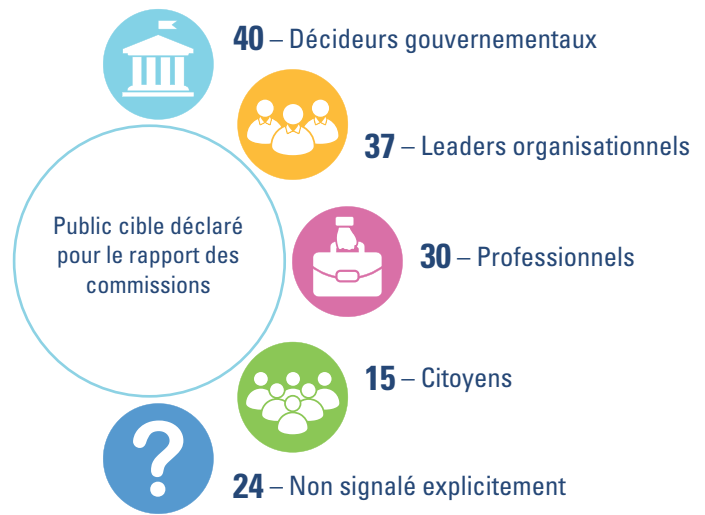 40 – Décideurs gouvernementaux
37 – Leaders organisationnels
Public cible déclaré
pour le rapport des
commissions
30 – Professionnels
15 – Citoyens
24 – Non signalé explicitement